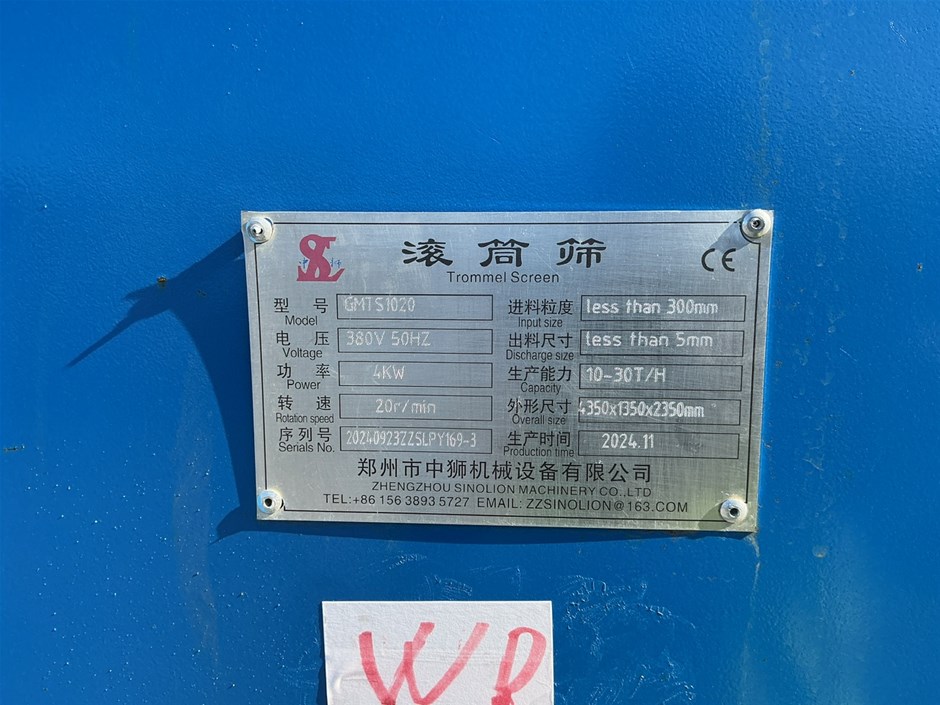 SL
中 狮
滚筒筛
Trommel Screen
CE
型 号 GMTS1020 进料粒度 less than 300mm
Model Input size
电 压 380V 50HZ 出料尺寸 less than 5mm
Voltage Discharge size
功 率 4KW 生产能力 10-30T/H
Power Capacity
转 速 20r/min 外形尺寸 4350x1350x2350mm
Rotation speed Overall size
序列号 20240923ZZSLPY169-3 生产时间 2024.11
Serials No. Production time
郑州市中狮机械设备有限公司
ZHENGZHOU SINOLION MACHINERY CO.,LTD
TEL:+86 156 3893 5727 EMAIL: ZZSINOLION@163.COM